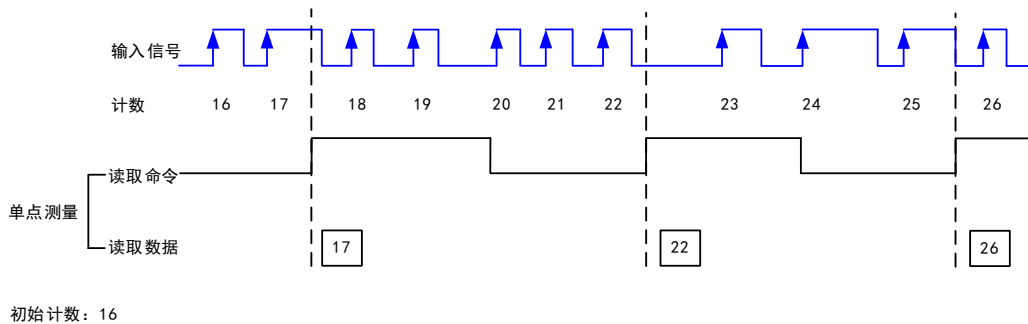 输入信号
计数 16 17 18 19 20 21 22 23 24 25 26
读取命令
单点测量
读取数据 17 22 26
初始计数：16